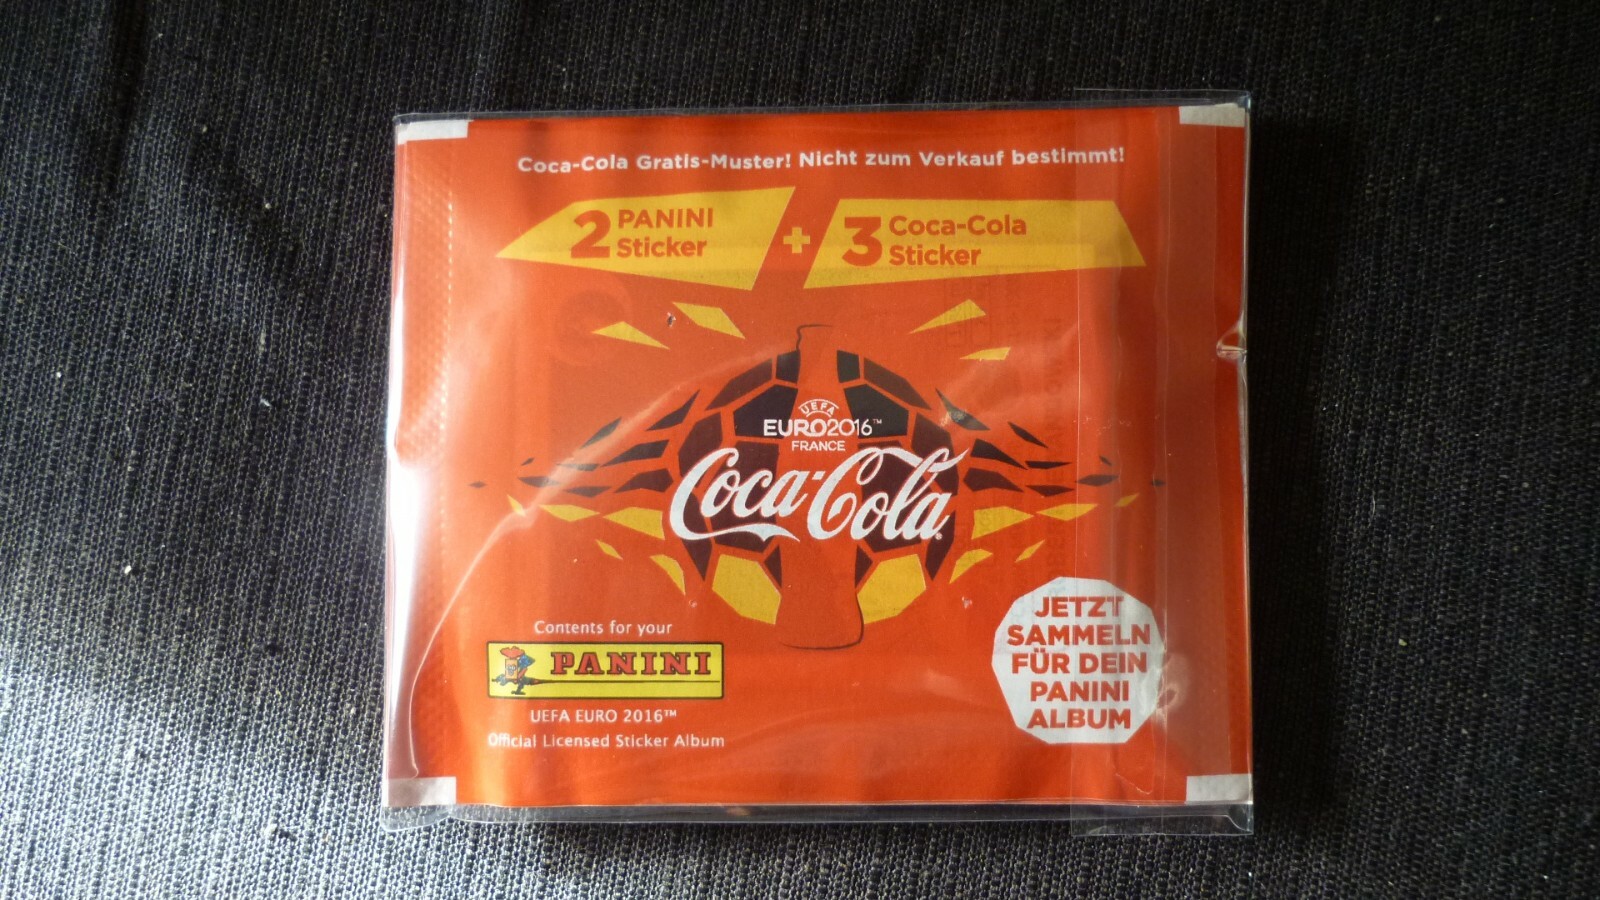 Coca-Cola Gratis-Muster! Nicht zum Verkauf bestimmt!
2 PANINI Sticker + 3 Coca-Cola Sticker
UEFA
EURO2016™
FRANCE
Coca-Cola®
Contents for your
PANINI
UEFA EURO 2016™
Official Licensed Sticker Album
JETZT
SAMMELN
FÜR DEIN
PANINI
ALBUM